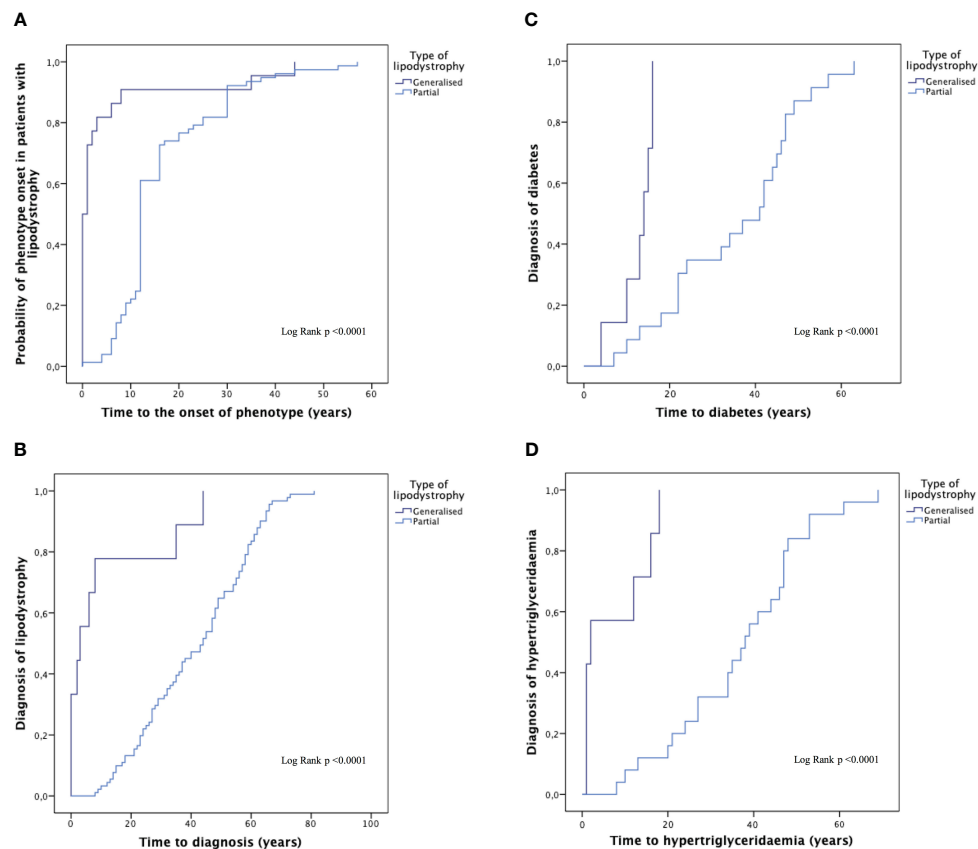 A
Probability of phenotype onset in patients with
lipodystrophy
1,0
0,8
0,6
0,4
0,2
0,0
0
10
20
30
40
50
60
Time to the onset of phenotype (years)
Log Rank p <0.0001
Type of
lipodystrophy
Generalised
Partial
C
Diagnosis of diabetes
1,0
0,8
0,6
0,4
0,2
0,0
0
20
40
60
Time to diabetes (years)
Log Rank p <0.0001
Type of
lipodystrophy
Generalised
Partial
B
Diagnosis of lipodystrophy
1,0
0,8
0,6
0,4
0,2
0,0
0
20
40
60
80
100
Time to diagnosis (years)
Log Rank p <0.0001
Type of
lipodystrophy
Generalised
Partial
D
Diagnosis of hypertriglyceridaemia
1,0
0,8
0,6
0,4
0,2
0,0
0
20
40
60
Time to hypertriglyceridaemia (years)
Log Rank p <0.0001
Type of
lipodystrophy
Generalised
Partial